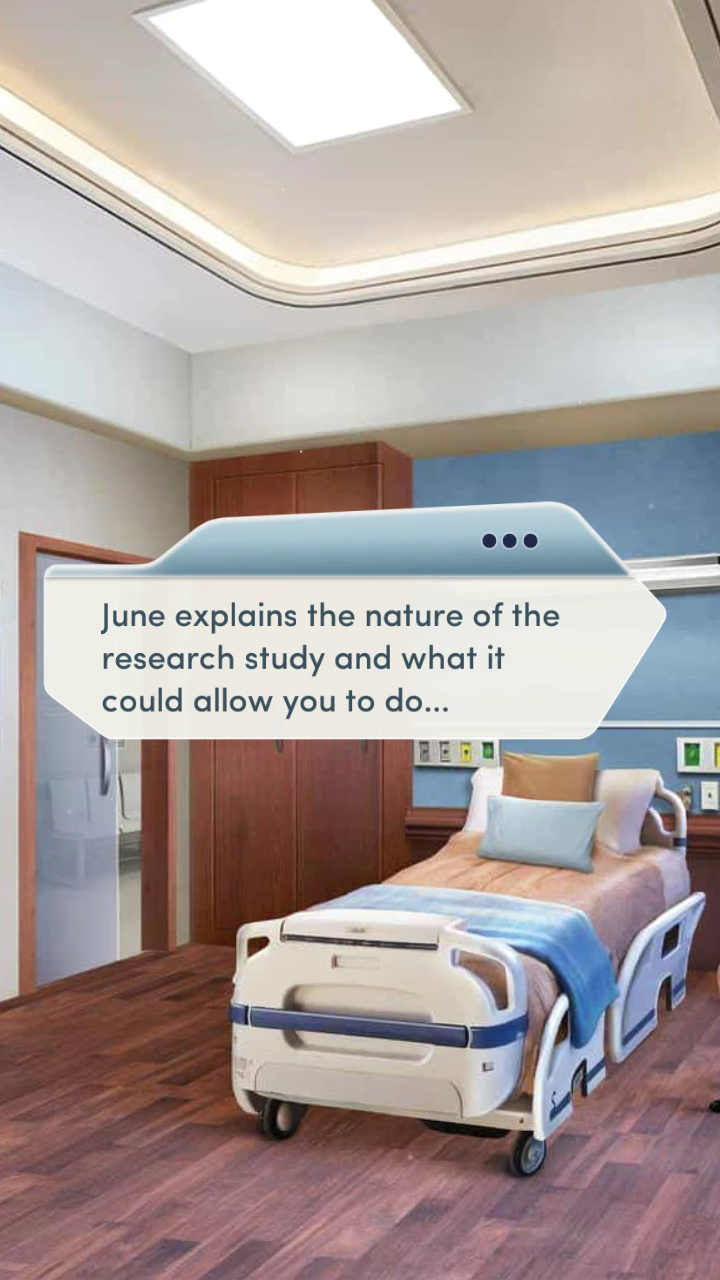 June explains the nature of the
research study and what it
could allow you to do...